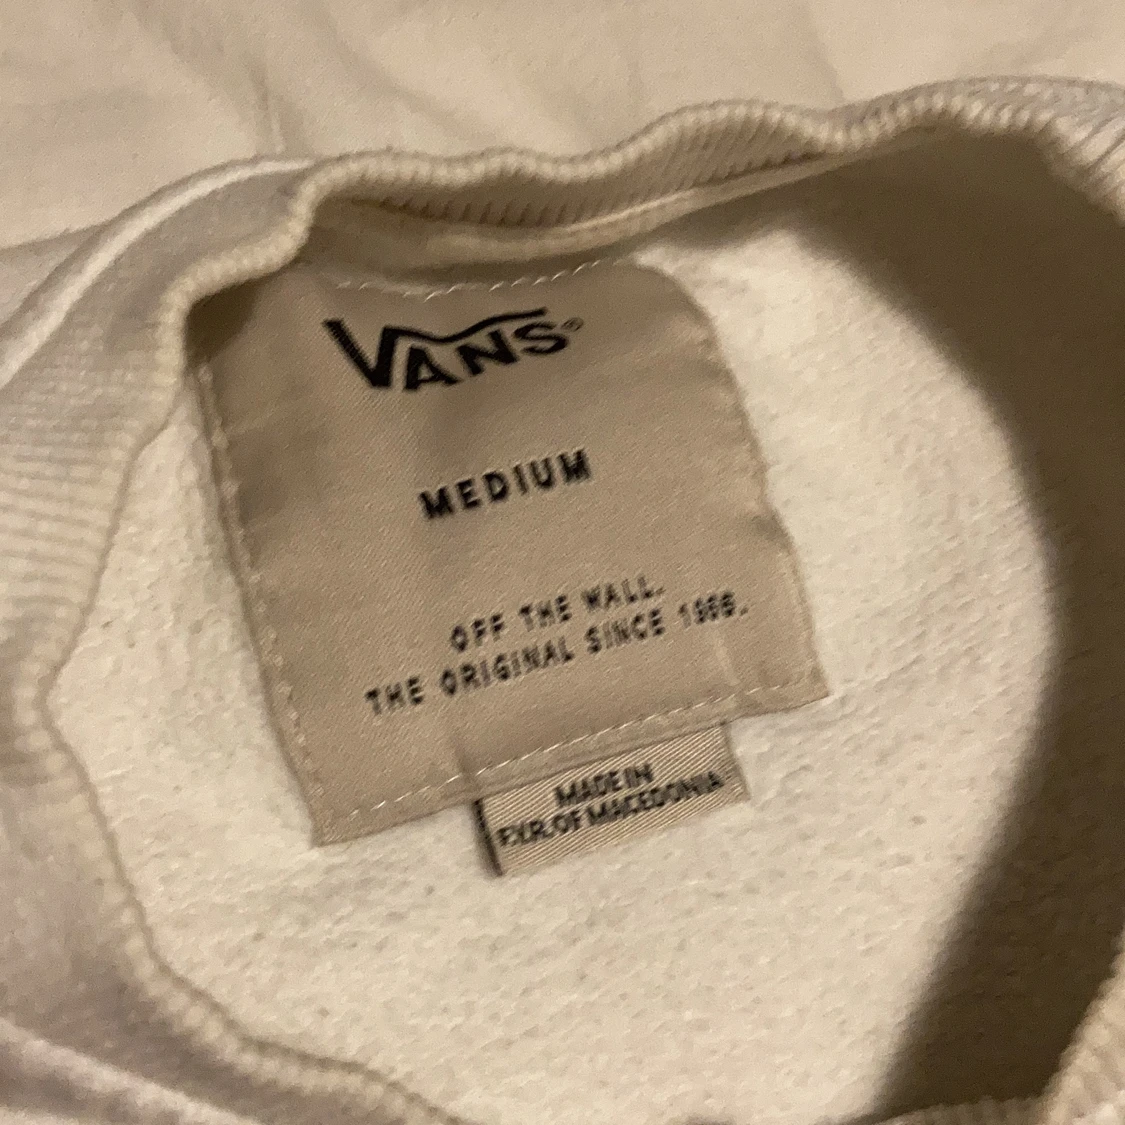 VANS®
MEDIUM
OFF THE WALL.
THE ORIGINAL SINCE 1966.
MADE IN
F.Y.R. OF MACEDONIA